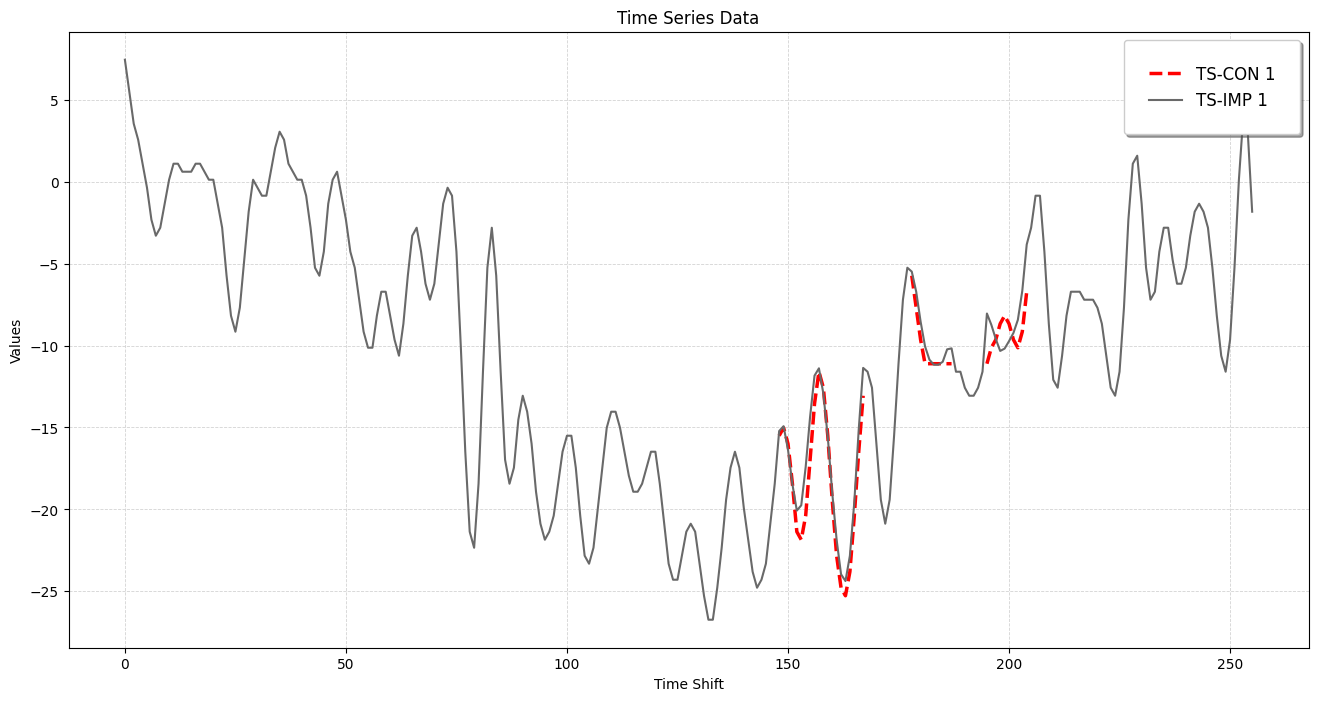 Time Series Data
TS-CON 1
TS-IMP 1
5
0
−5
−10
−15
−20
−25
Values
0
50
100
150
200
250
Time Shift